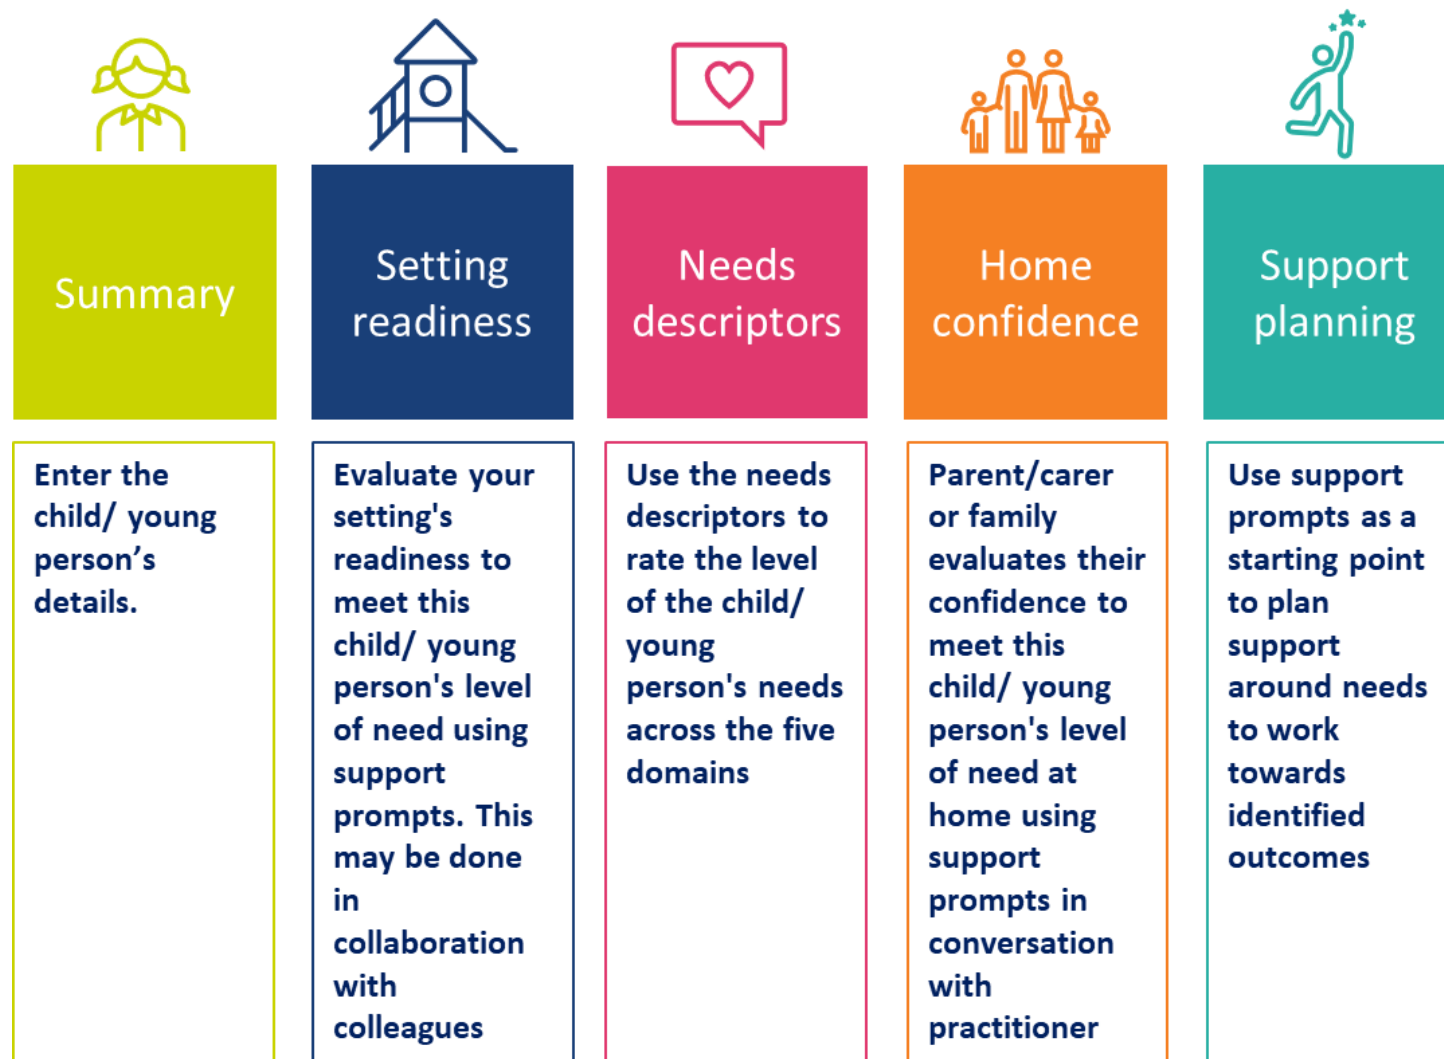 Summary
Setting
readiness
Needs
descriptors
Home
confidence
Support
planning
Enter the
child/ young
person’s
details.
Evaluate your
setting's
readiness to
meet this
child/ young
person's level
of need using
support
prompts. This
may be done
in
collaboration
with
colleagues
Use the needs
descriptors to
rate the level
of the child/
young
person's needs
across the five
domains
Parent/carer
or family
evaluates their
confidence to
meet this
child/ young
person's level
of need at
home using
support
prompts in
conversation
with
practitioner
Use support
prompts as a
starting point
to plan
support
around needs
to work
towards
identified
outcomes